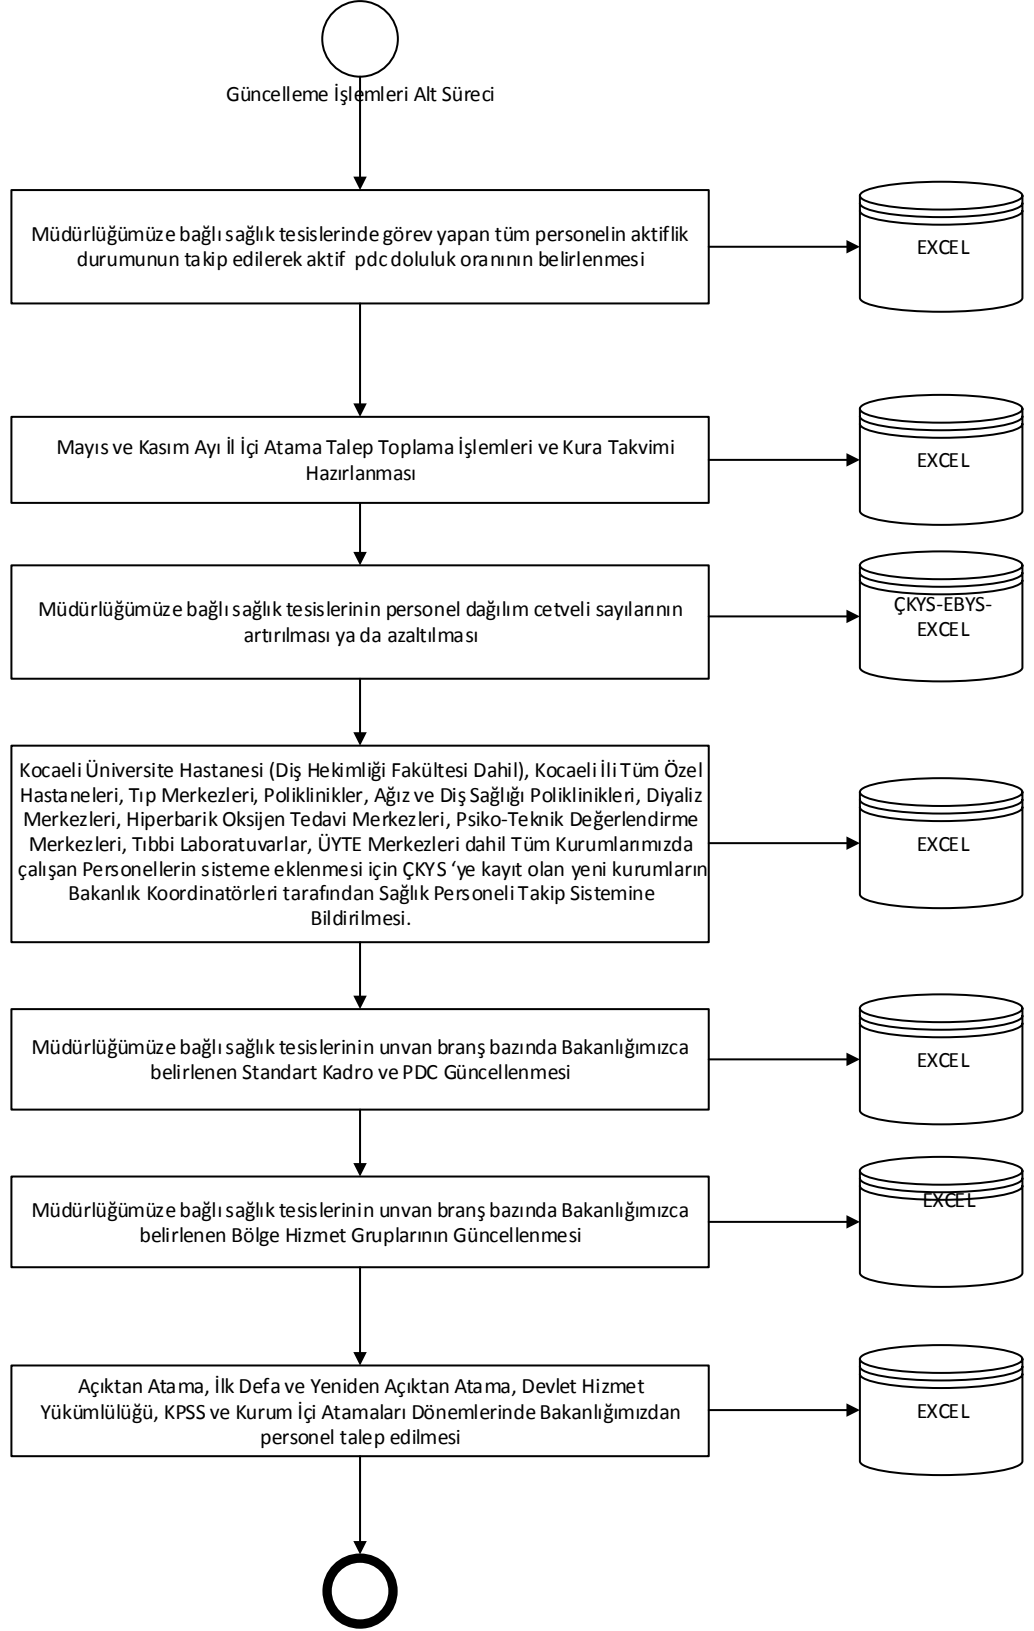 Güncelleme İşlemleri Alt Süreci
Müdürlüğümüze bağlı sağlık tesislerinde görev yapan tüm personelin aktiflik
durumunun takip edilerek aktif pdc doluluk oranının belirlenmesi
EXCEL
Mayıs ve Kasım Ayı İl İçi Atama Talep Toplama İşlemleri ve Kura Takvimi
Hazırlanması
EXCEL
Müdürlüğümüze bağlı sağlık tesislerinin personel dağılım cetveli sayılarının
artırılması ya da azaltılması
ÇKYS-EBYS-
EXCEL
Kocaeli Üniversite Hastanesi (Diş Hekimliği Fakültesi Dahil), Kocaeli İli Tüm Özel
Hastaneleri, Tıp Merkezleri, Poliklinikler, Ağız ve Diş Sağlığı Poliklinikleri, Diyaliz
Merkezleri, Hiperbarik Oksijen Tedavi Merkezleri, Psiko-Teknik Değerlendirme
Merkezleri, Tıbbi Laboratuvarlar, ÜYTE Merkezleri dahil Tüm Kurumlarımızda
çalışan Personellerin sisteme eklenmesi için ÇKYS ‘ye kayıt olan yeni kurumların
Bakanlık Koordinatörleri tarafından Sağlık Personeli Takip Sistemine
Bildirilmesi.
EXCEL
Müdürlüğümüze bağlı sağlık tesislerinin unvan branş bazında Bakanlığımızca
belirlenen Standart Kadro ve PDC Güncellenmesi
EXCEL
Müdürlüğümüze bağlı sağlık tesislerinin unvan branş bazında Bakanlığımızca
belirlenen Bölge Hizmet Gruplarının Güncellenmesi
EXCEL
Açıktan Atama, İlk Defa ve Yeniden Açıktan Atama, Devlet Hizmet
Yükümlülüğü, KPSS ve Kurum İçi Atamaları Dönemlerinde Bakanlığımızdan
personel talep edilmesi
EXCEL